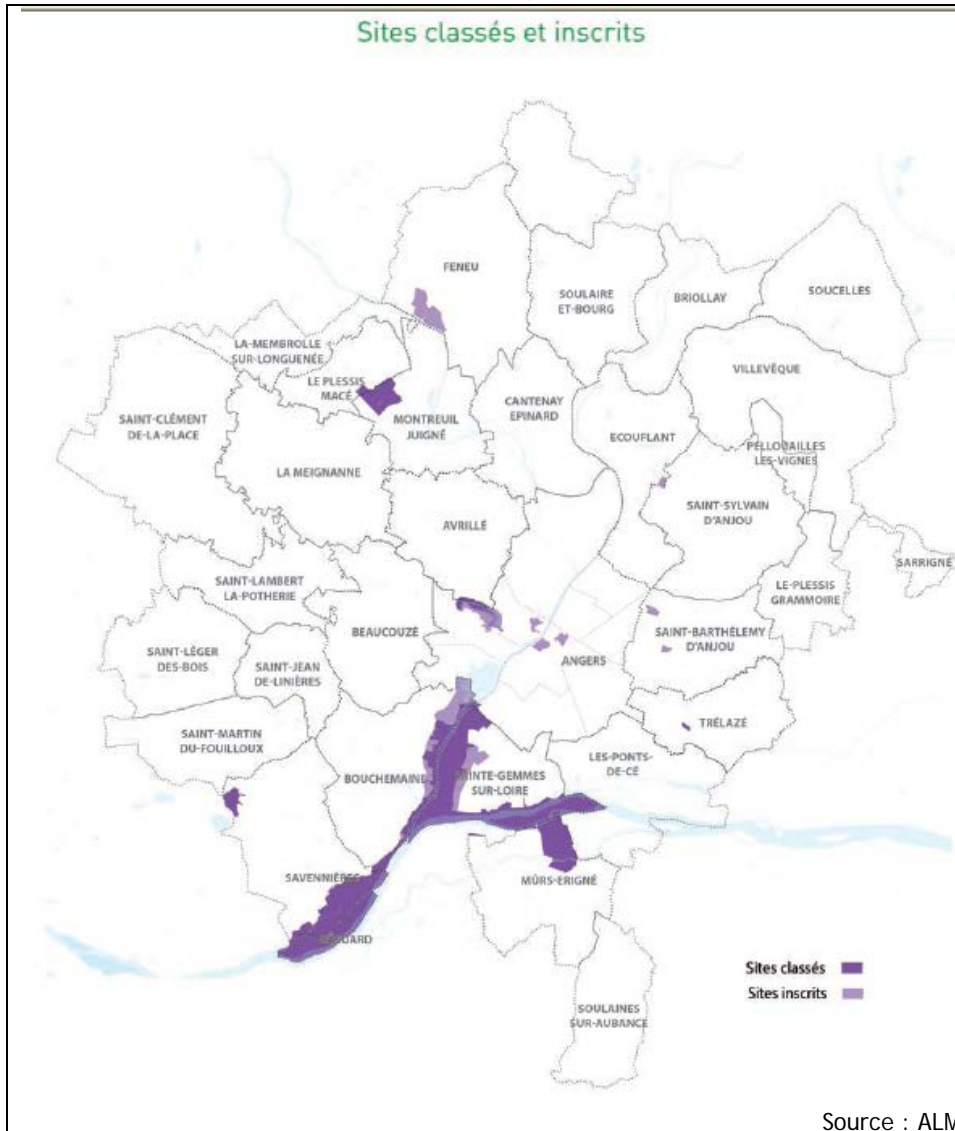 Sites classés et inscrits
FENEU
SOULAIRE
ET-BOURG
BRIOLLAY
SOUCELLES
LA-MEMBROLLE
SUR-LONGUENÉE
VILLEVÊQUE
LE PLESSIS
MACÉ
CANTENAY
EPINARD
SAINT-CLÉMENT
DE-LA-PLACE
MONTREUIL
JUIGNÉ
ECOUFLANT
PELLOUAILLES
LES-VIGNES
LA MEIGNANNE
SAINT-SYLVAIN
D'ANJOU
AVRILLÉ
SARRIGNÉ
SAINT-LAMBERT
LA-POTHERIE
LE-PLESSIS
GRAMMOIRE
BEAUCOUZÉ
SAINT-BARTHÉLEMY
D'ANJOU
SAINT-LÉGER
DES-BOIS
SAINT-JEAN
DE-LINIÈRES
ANGERS
TRÉLAZÉ
SAINT-MARTIN
DU-FOUILLOUX
LES-PONTS-
DE-CÉ
BOUCHEMAINE
SAINTE-GEMMES
SUR-LOIRE
SAVENNIÈRES
MÛRS-ERIGNÉ
BÉHUARD
Sites classés
Sites inscrits
SOULAINES
SUR-AUBANCE
Source : ALM